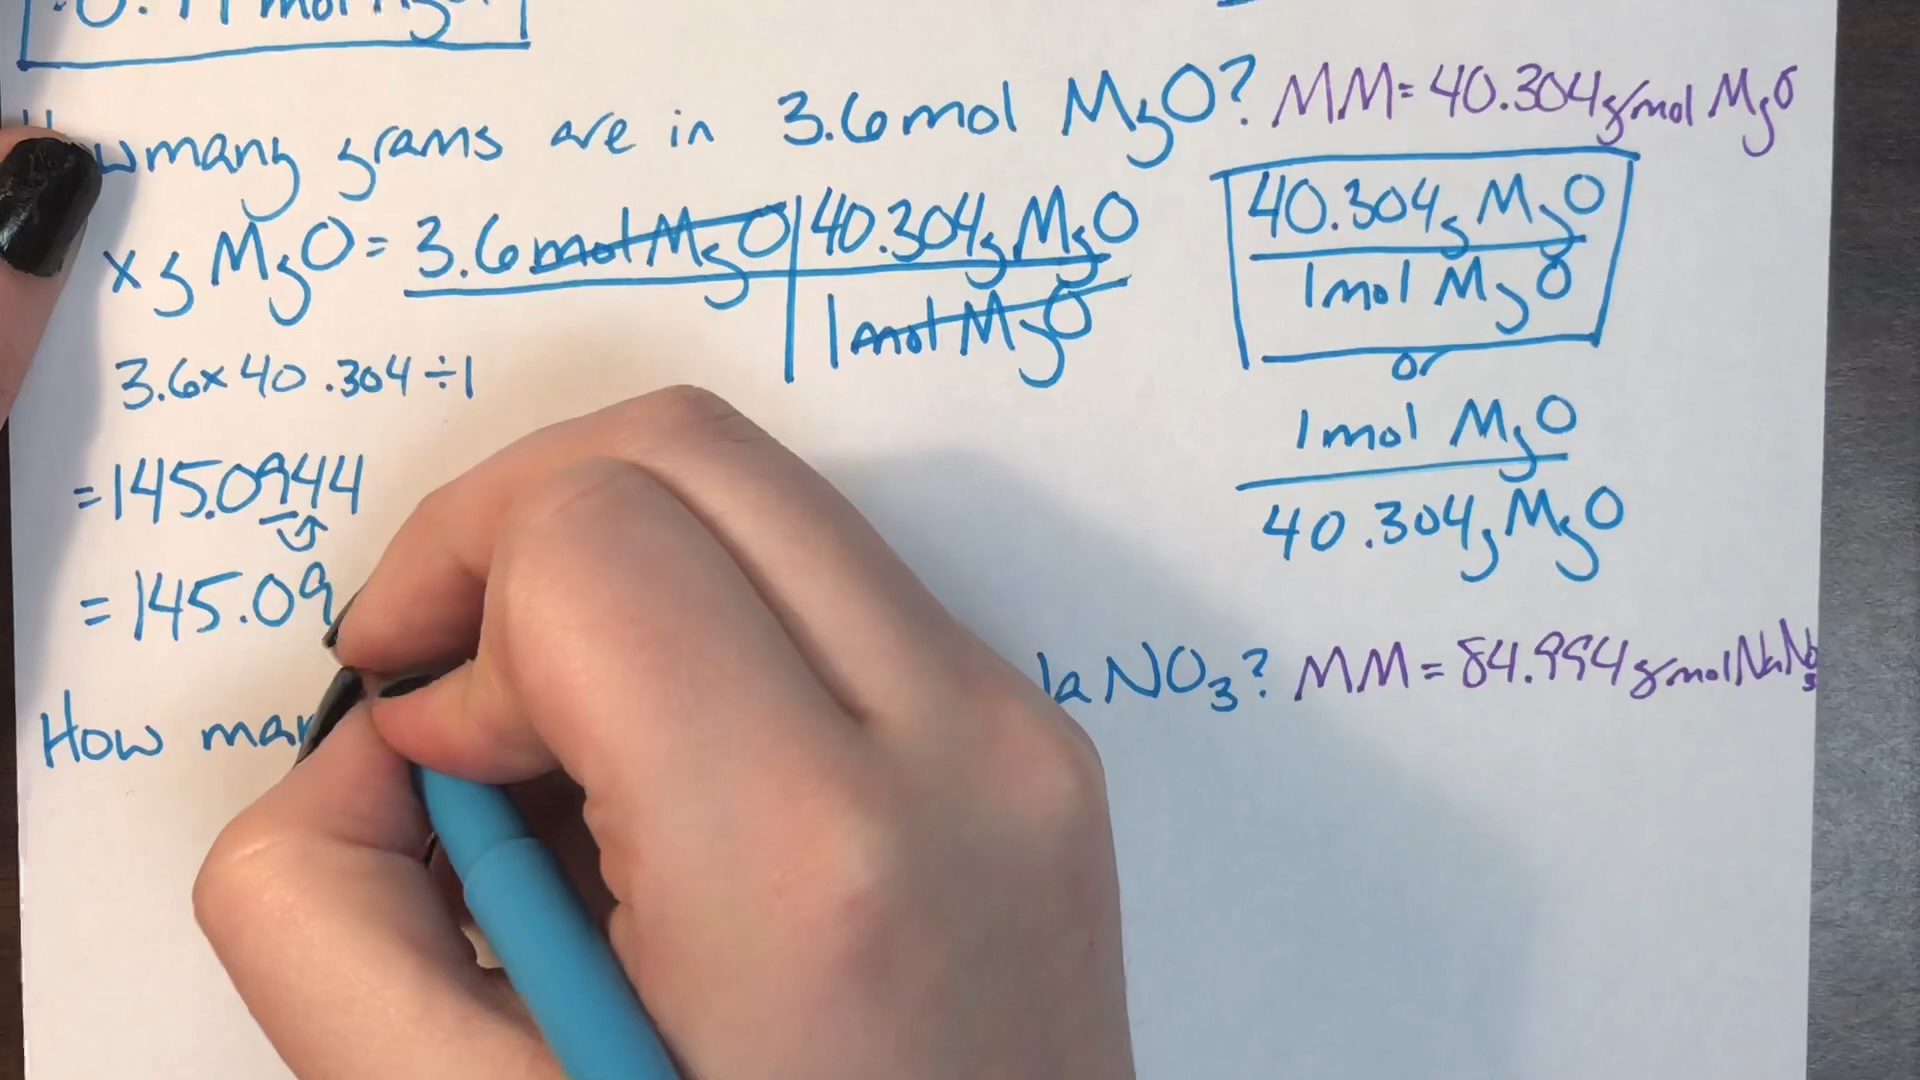 How many grams are in 3.6 mol MgO? MM = 40.304 g/mol MgO
x g MgO = 3.6 mol MgO | 40.304 g MgO
1 mol MgO
40.304 g MgO
1 mol MgO
or
1 mol MgO
40.304 g MgO
3.6 x 40.304 ÷ 1
= 145.0944
= 145.09
How NO3? MM = 84.994 g/mol NaNO3